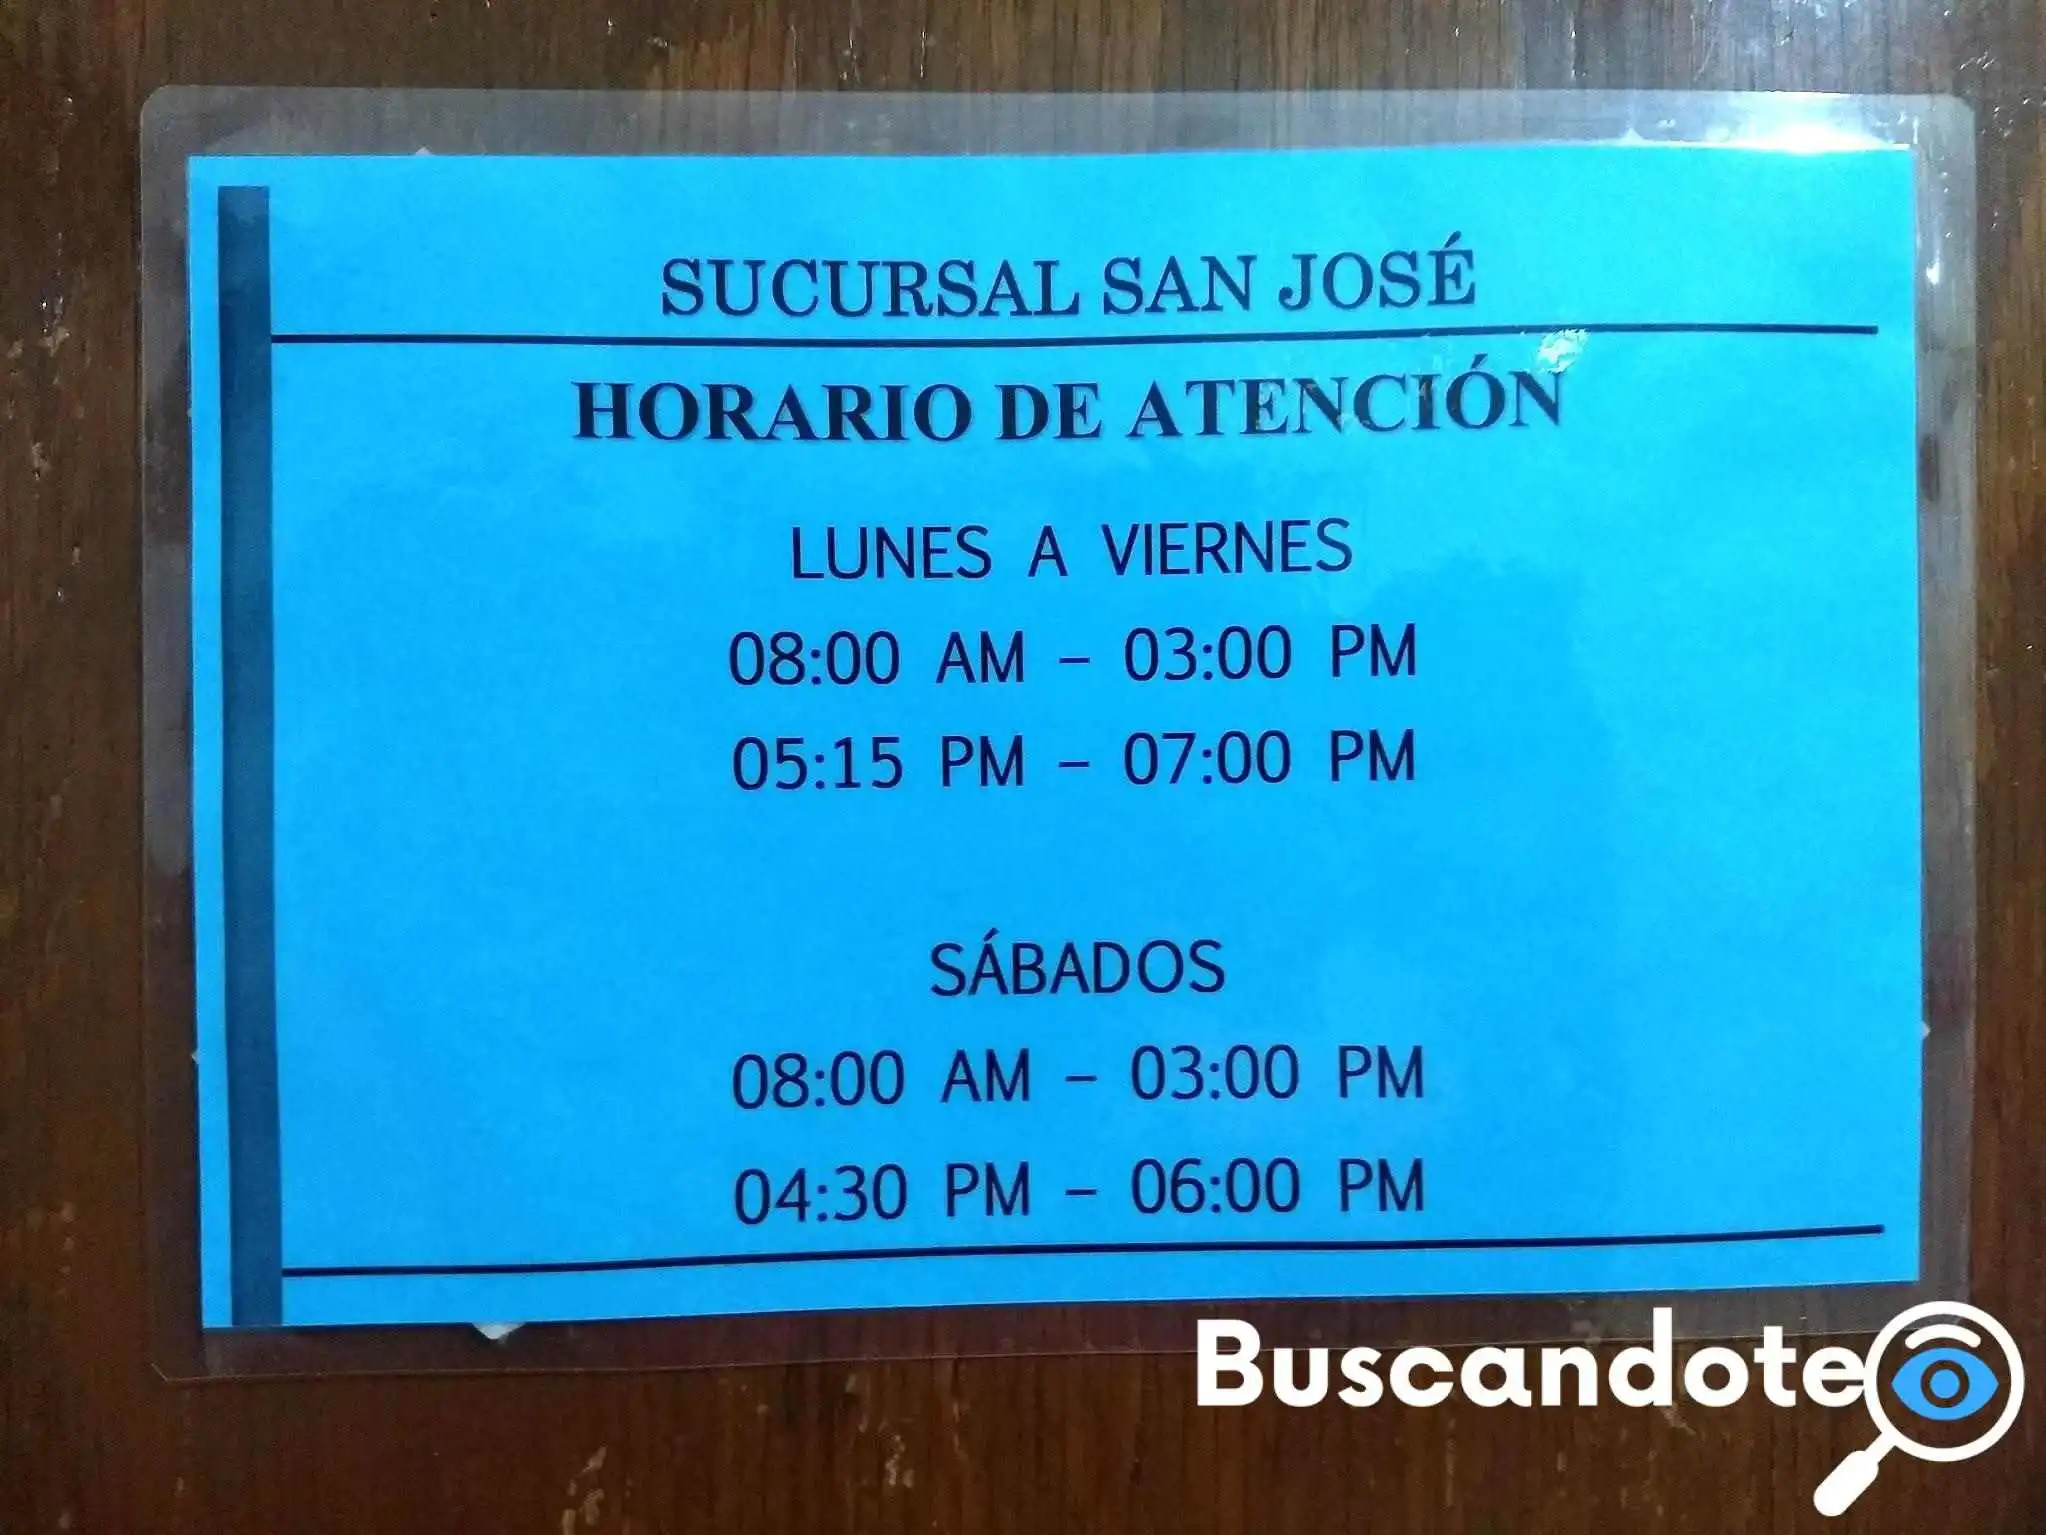 SUCURSAL SAN JOSÉ
HORARIO DE ATENCIÓN
LUNES A VIERNES
08:00 AM – 03:00 PM
05:15 PM – 07:00 PM
SÁBADOS
08:00 AM – 03:00 PM
04:30 PM – 06:00 PM
Buscandote